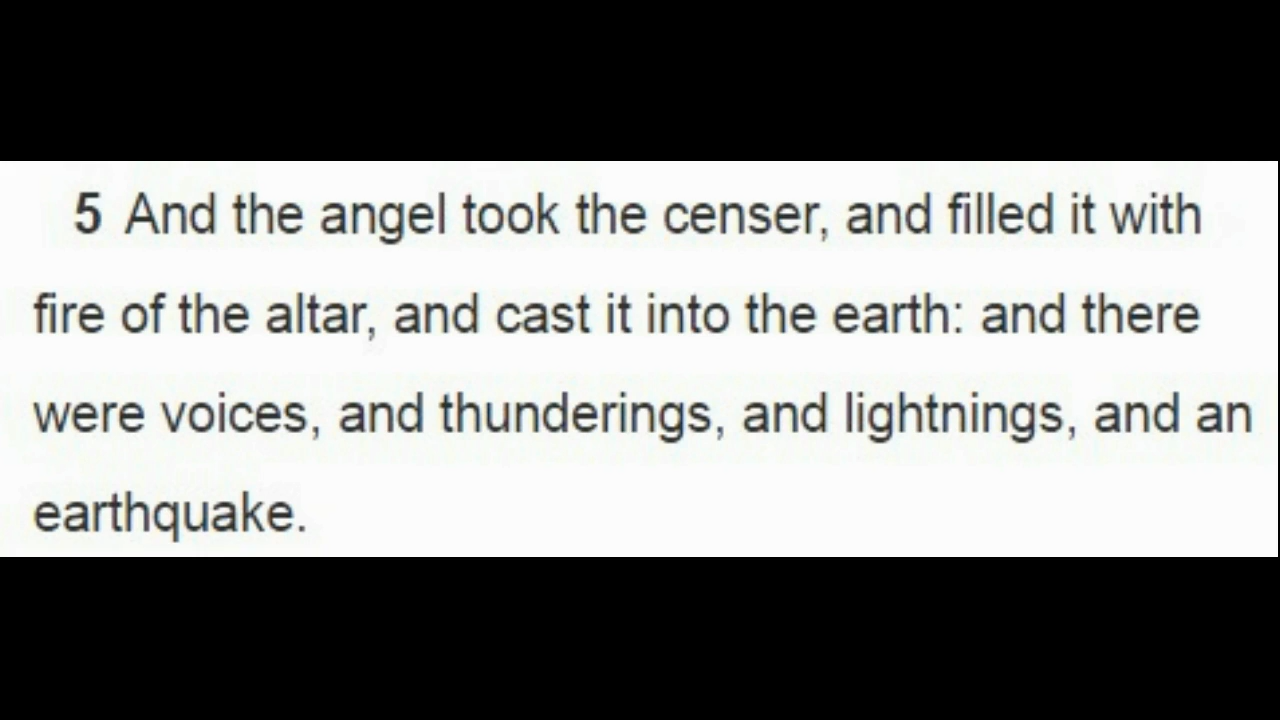 5 And the angel took the censer, and filled it with
fire of the altar, and cast it into the earth: and there
were voices, and thunderings, and lightnings, and an
earthquake.